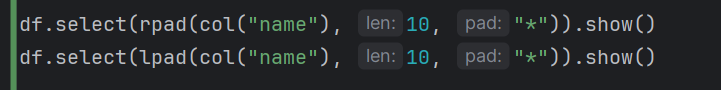 df.select(rpad(col("name"), len: 10, pad: "*")).show()
df.select(lpad(col("name"), len: 10, pad: "*")).show()